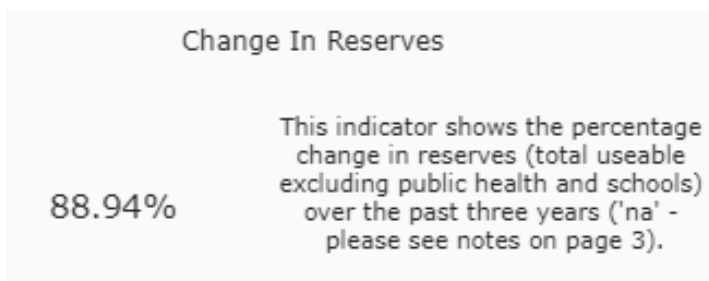 Change In Reserves
88.94%
This indicator shows the percentage
change in reserves (total useable
excluding public health and schools)
over the past three years ('na' -
please see notes on page 3).